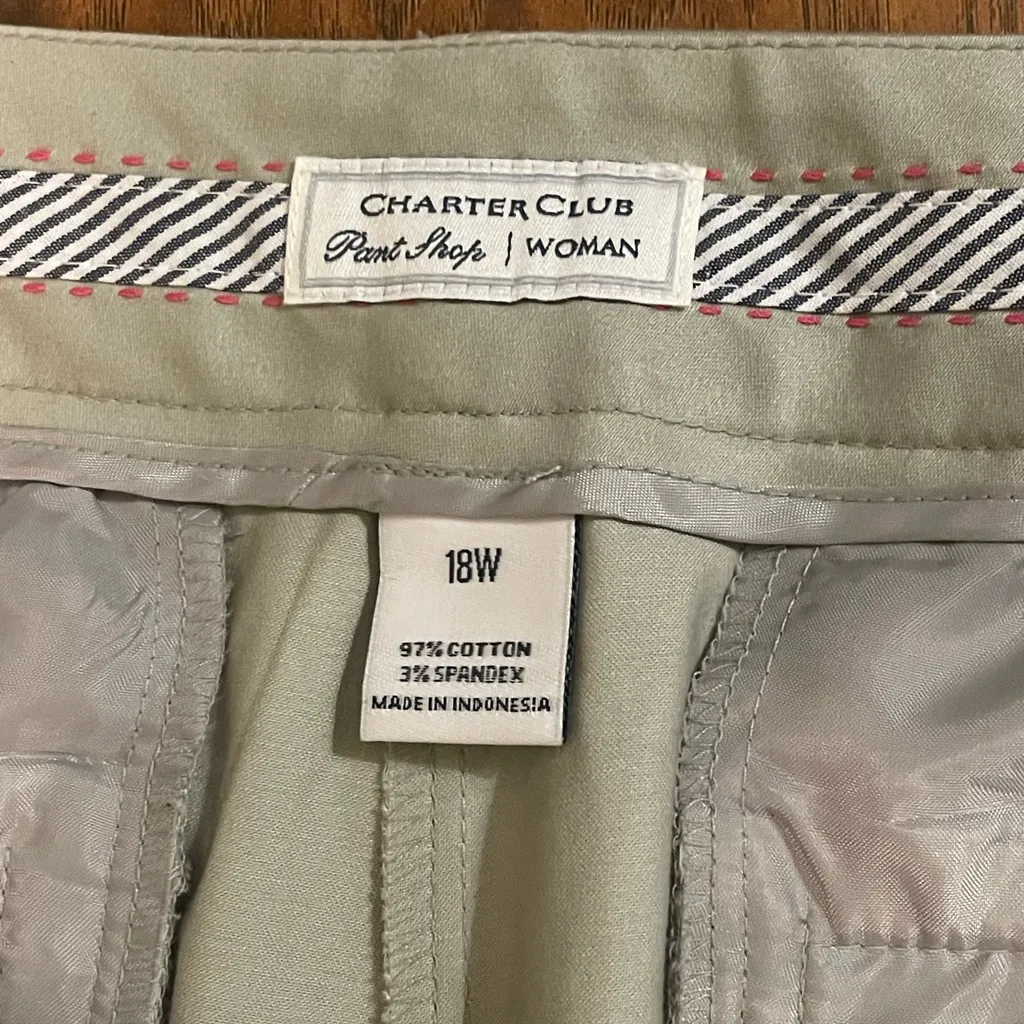 CHARTER CLUB
Pant Shop | WOMAN
18W
97% COTTON
3% SPANDEX
MADE IN INDONESIA